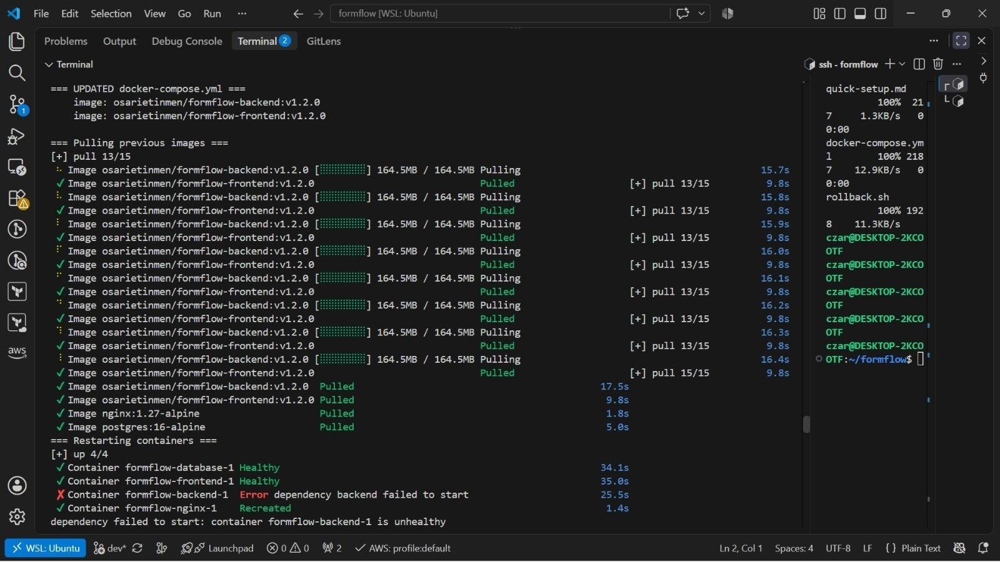 File Edit Selection View Go Run ···
formflow [WSL: Ubuntu]
Problems Output Debug Console Terminal 2 GitLens
Terminal
ssh - formflow
=== UPDATED docker-compose.yml ===
image: osarietinmen/formflow-backend:v1.2.0
image: osarietinmen/formflow-frontend:v1.2.0
=== Pulling previous images ===
[+] pull 13/15
Image osarietinmen/formflow-backend:v1.2.0 [⣿⣿⣿⣿⣿⣿⣿⣿] 164.5MB / 164.5MB Pulling 15.7s
✓ Image osarietinmen/formflow-frontend:v1.2.0 Pulled [+] pull 13/15 9.8s
Image osarietinmen/formflow-backend:v1.2.0 [⣿⣿⣿⣿⣿⣿⣿⣿] 164.5MB / 164.5MB Pulling 15.8s
✓ Image osarietinmen/formflow-frontend:v1.2.0 Pulled [+] pull 13/15 9.8s
Image osarietinmen/formflow-backend:v1.2.0 [⣿⣿⣿⣿⣿⣿⣿⣿] 164.5MB / 164.5MB Pulling 15.9s
✓ Image osarietinmen/formflow-frontend:v1.2.0 Pulled [+] pull 13/15 9.8s
Image osarietinmen/formflow-backend:v1.2.0 [⣿⣿⣿⣿⣿⣿⣿⣿] 164.5MB / 164.5MB Pulling 16.0s
✓ Image osarietinmen/formflow-frontend:v1.2.0 Pulled [+] pull 13/15 9.8s
Image osarietinmen/formflow-backend:v1.2.0 [⣿⣿⣿⣿⣿⣿⣿⣿] 164.5MB / 164.5MB Pulling 16.1s
✓ Image osarietinmen/formflow-frontend:v1.2.0 Pulled [+] pull 13/15 9.8s
Image osarietinmen/formflow-backend:v1.2.0 [⣿⣿⣿⣿⣿⣿⣿⣿] 164.5MB / 164.5MB Pulling 16.2s
✓ Image osarietinmen/formflow-frontend:v1.2.0 Pulled [+] pull 13/15 9.8s
Image osarietinmen/formflow-backend:v1.2.0 [⣿⣿⣿⣿⣿⣿⣿⣿] 164.5MB / 164.5MB Pulling 16.3s
✓ Image osarietinmen/formflow-frontend:v1.2.0 Pulled [+] pull 13/15 9.8s
Image osarietinmen/formflow-backend:v1.2.0 [⣿⣿⣿⣿⣿⣿⣿⣿] 164.5MB / 164.5MB Pulling 16.4s
✓ Image osarietinmen/formflow-frontend:v1.2.0 Pulled [+] pull 15/15 9.8s
✓ Image osarietinmen/formflow-backend:v1.2.0 Pulled 17.5s
✓ Image osarietinmen/formflow-frontend:v1.2.0 Pulled 9.8s
✓ Image nginx:1.27-alpine Pulled 1.8s
✓ Image postgres:16-alpine Pulled 5.0s
=== Restarting containers ===
[+] up 4/4
✓ Container formflow-database-1 Healthy 34.1s
✓ Container formflow-frontend-1 Healthy 35.0s
✗ Container formflow-backend-1 Error dependency backend failed to start 25.5s
✓ Container formflow-nginx-1 Recreated 1.4s
dependency failed to start: container formflow-backend-1 is unhealthy
quick-setup.md
100% 21
7 1.3KB/s 0
0:00
docker-compose.ym
l 100% 218
7 12.9KB/s 0
0:00
rollback.sh
100% 192
8 11.3KB/s
czar@DESKTOP-2KCO
OTF
czar@DESKTOP-2KCO
OTF
czar@DESKTOP-2KCO
OTF
czar@DESKTOP-2KCO
OTF
czar@DESKTOP-2KCO
OTF:~/formflow$
1
aws
WSL: Ubuntu dev* Launchpad 0 0 2 AWS: profile:default Ln 2, Col 1 Spaces: 4 UTF-8 LF {} Plain Text